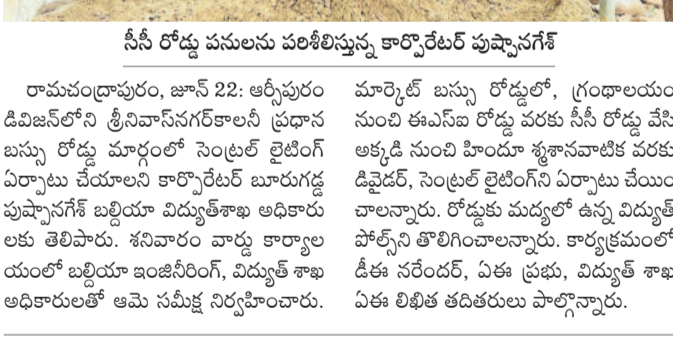 సీసీ రోడ్డు పనులను పరిశీలిస్తున్న కార్పొరేటర్ పుష్పానగేశ్
రామచంద్రాపురం, జూన్ 22: ఆర్సీపురం
డివిజన్‌లోని శ్రీనివాస్‌నగర్‌కాలనీ ప్రధాన
బస్సు రోడ్డు మార్గంలో సెంట్రల్ లైటింగ్
ఏర్పాటు చేయాలని కార్పొరేటర్ బూరుగడ్డ
పుష్పానగేశ్ బల్దియా విద్యుత్‌శాఖ అధికారు
లకు తెలిపారు. శనివారం వార్డు కార్యాల
యంలో బల్దియా ఇంజినీరింగ్, విద్యుత్ శాఖ
అధికారులతో ఆమె సమీక్ష నిర్వహించారు.
మార్కెట్ బస్సు రోడ్డులో, గ్రంథాలయం
నుంచి ఈఎస్ఐ రోడ్డు వరకు సీసీ రోడ్డు వేసి
అక్కడి నుంచి హిందూ శ్మశానవాటిక వరకు
డివైడర్, సెంట్రల్ లైటింగ్‌ని ఏర్పాటు చేయిం
చాలన్నారు. రోడ్డుకు మద్యలో ఉన్న విద్యుత్
పోల్స్‌ని తొలిగించాలన్నారు. కార్యక్రమంలో
డీఈ నరేందర్, ఏఈ ప్రభు, విద్యుత్ శాఖ
ఏఈ లిఖిత తదితరులు పాల్గొన్నారు.